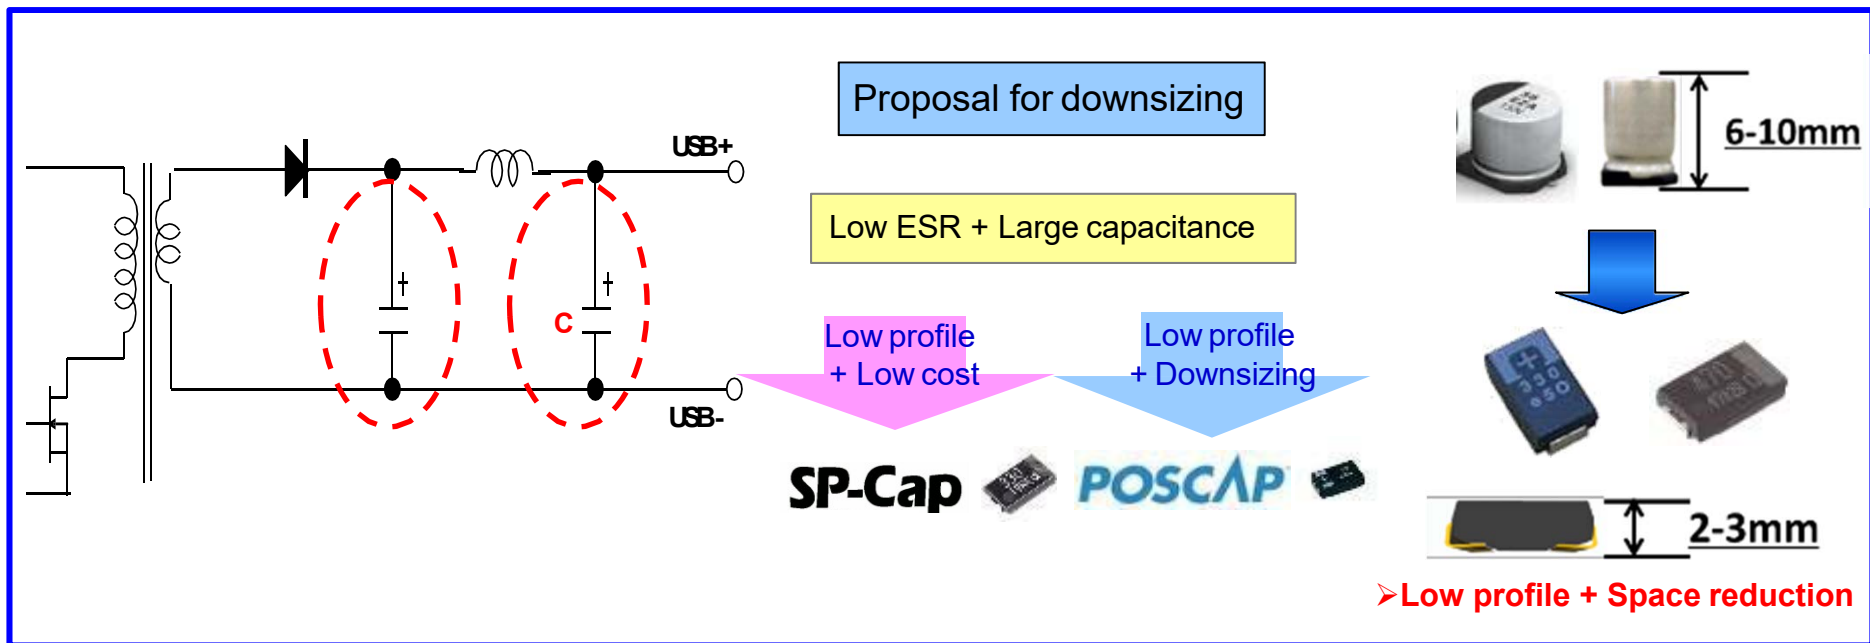 Proposal for downsizing
USB+
Low ESR + Large capacitance
C
USB-
Low profile
+ Low cost
Low profile
+ Downsizing
SP-Cap
POSCAP
6-10mm
330
2-3mm
➢Low profile + Space reduction